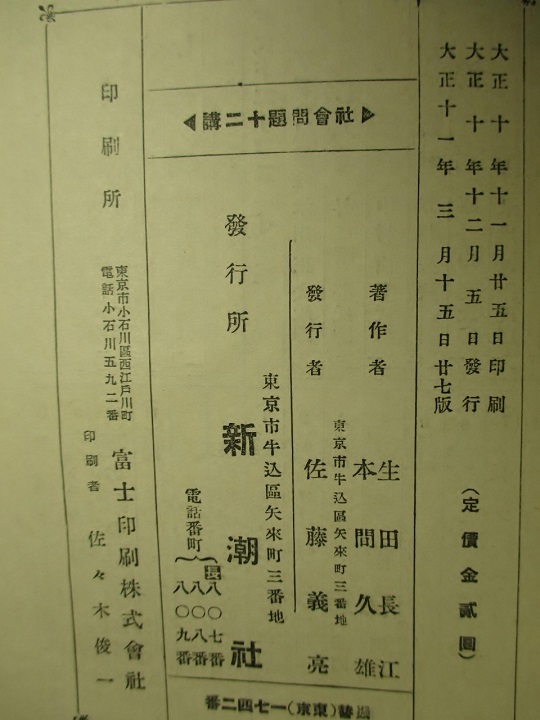 大正十年十一月廿五日印刷
大正十年十二月五日發行
大正十一年三月十五日廿七版
(定價金貳圓)
社會問題十二講
著作者
生田長江
本間久雄
發行者
東京市牛込區矢來町三番地
佐藤義亮
發行所
東京市牛込區矢來町三番地
新潮社
電話番町
長八〇七番
八〇八番
八〇九番
(東京)一七四二番
印刷所
東京市小石川區西江戸川町
電話小石川五九二番
富士印刷株式會社
印刷者
佐々木俊一